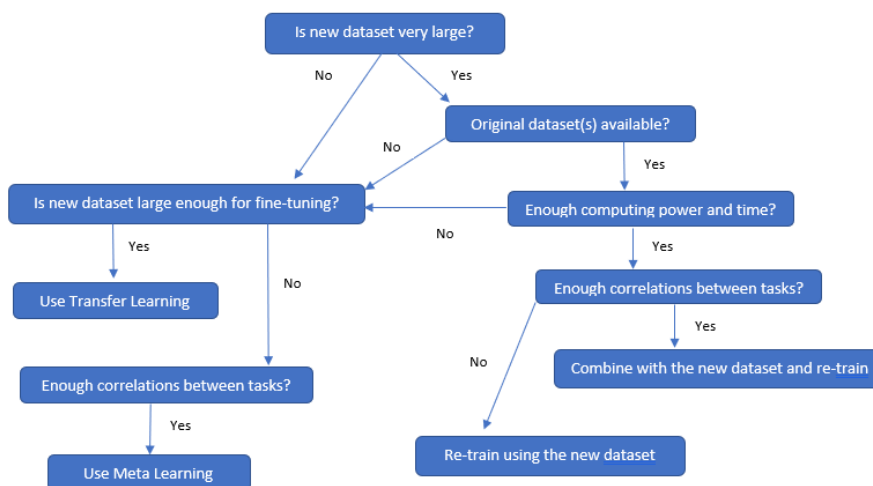 Is new dataset very large?
No
Yes
Original dataset(s) available?
No
Yes
Is new dataset large enough for fine-tuning?
Enough computing power and time?
No
Yes
Yes
No
Use Transfer Learning
Enough correlations between tasks?
Yes
No
Combine with the new dataset and re-train
Enough correlations between tasks?
Yes
Re-train using the new dataset
Use Meta Learning